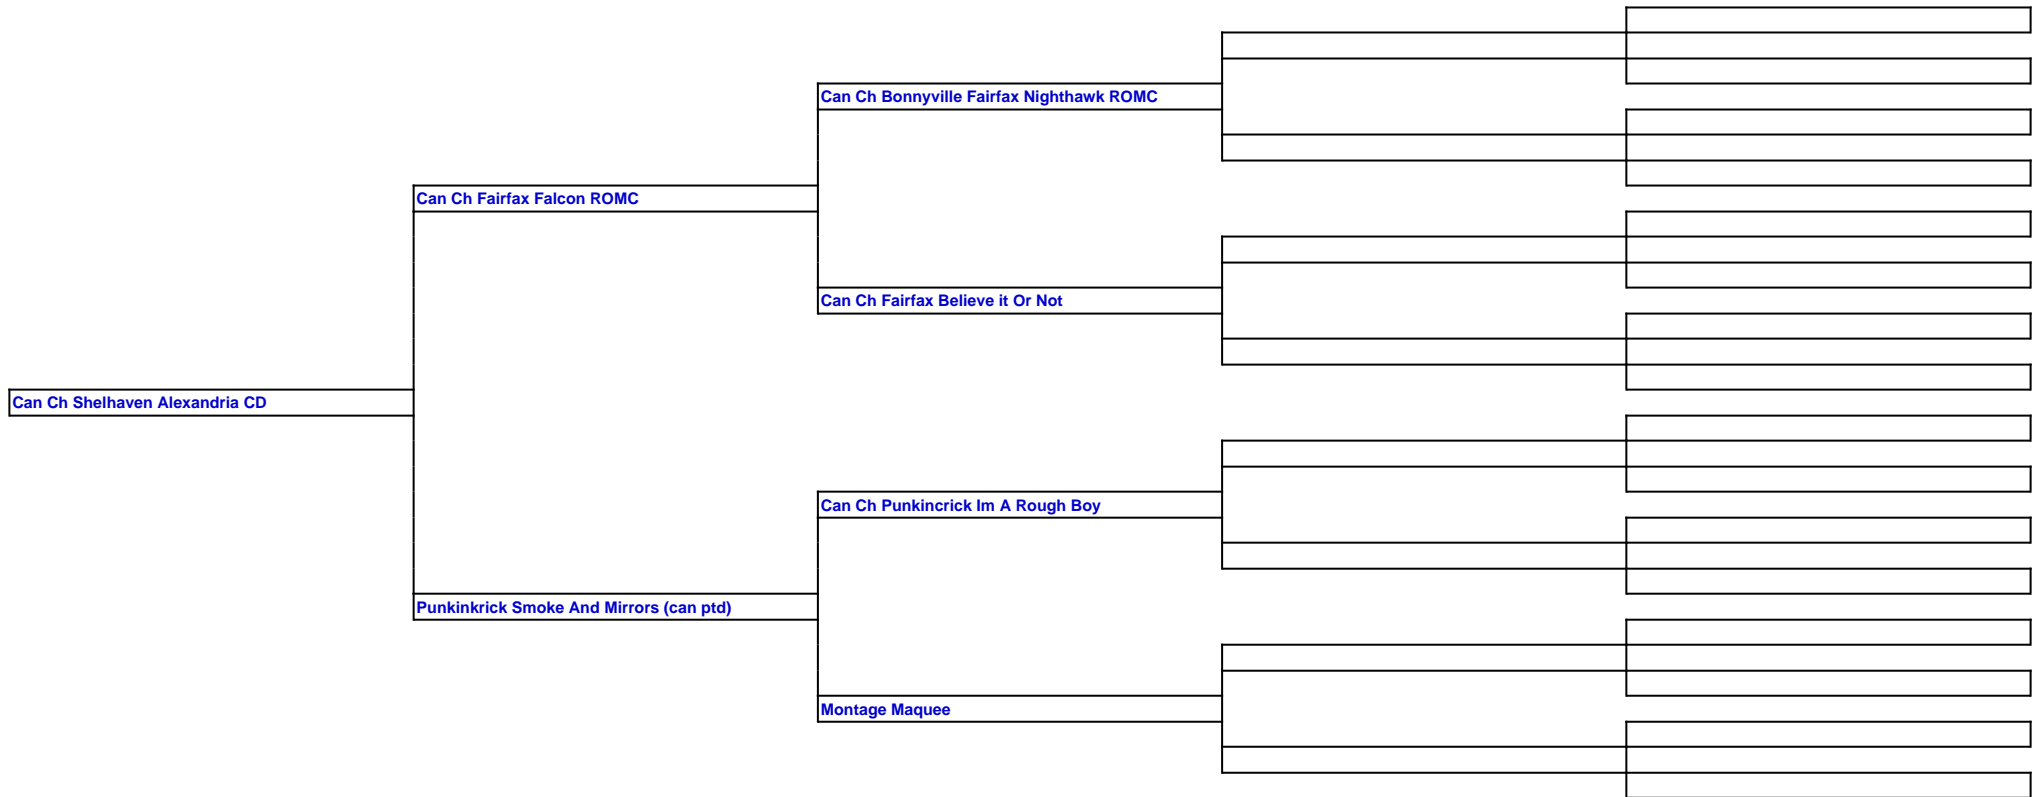 Can Ch Bonnyville Fairfax Nighthawk ROMC
Can Ch Fairfax Falcon ROMC
Can Ch Fairfax Believe it Or Not
Can Ch Shelhaven Alexandria CD
Can Ch Punkincrick Im A Rough Boy
Punkinkrick Smoke And Mirrors (can ptd)
Montage Maquee